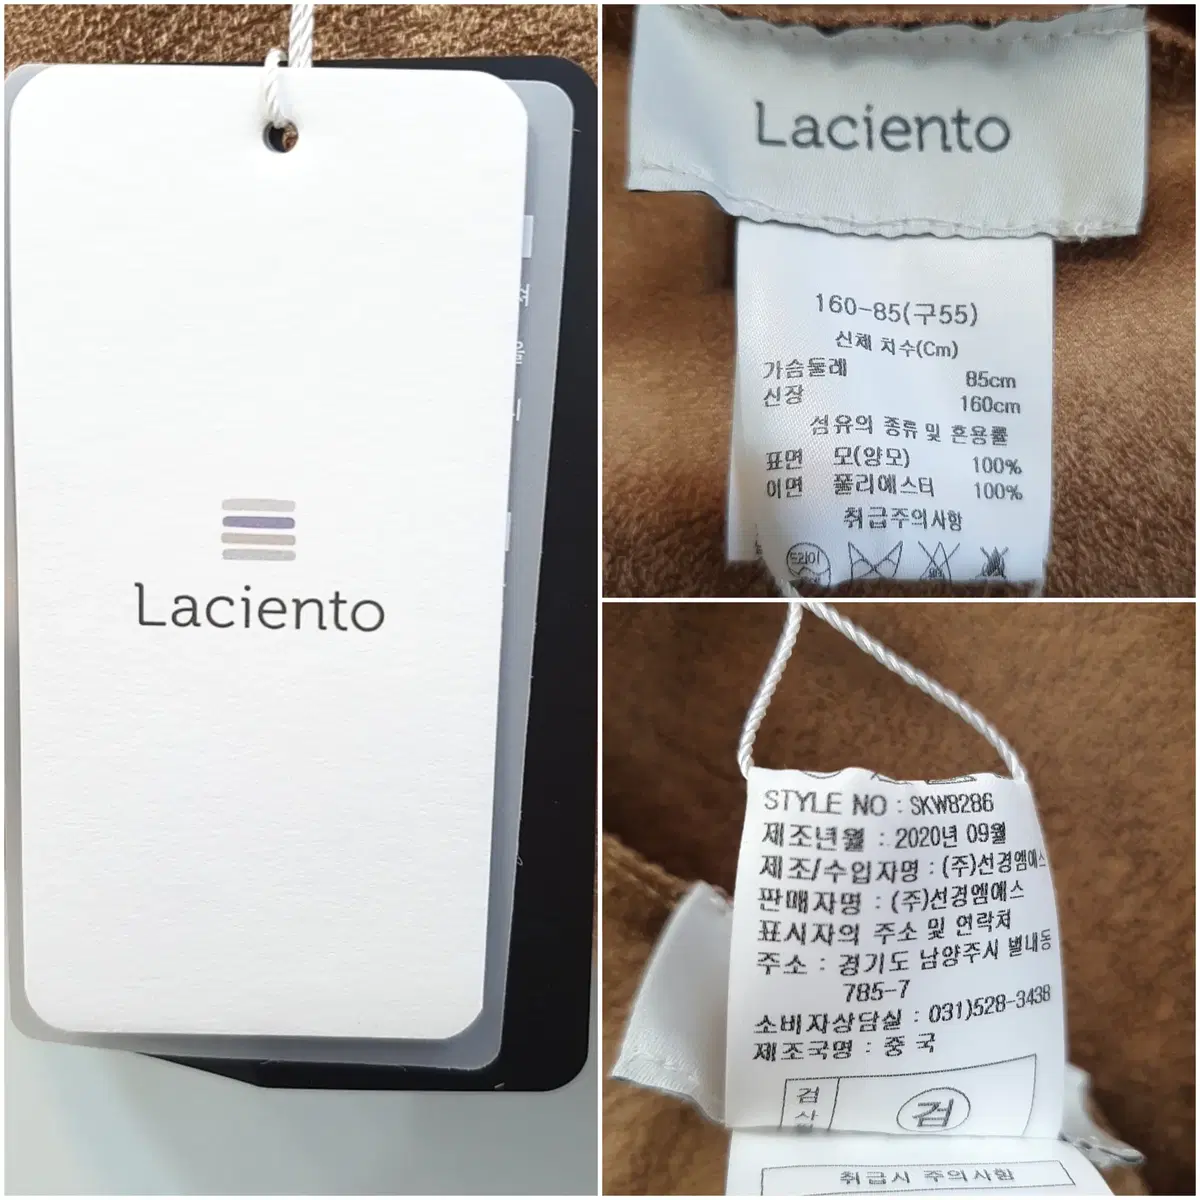 Laciento
Laciento
160-85(구55)
신체 치수(Cm)
가슴둘레 85cm
신장 160cm
섬유의 종류 및 혼용률
표면 모(양모) 100%
이면 폴리에스터 100%
취급주의사항
드라이
STYLE NO : SKW8286
제조년월 : 2020년 09월
제조/수입자명 : (주)선경엠에스
판매자명 : (주)선경엠에스
표시자의 주소 및 연락처
주소 : 경기도 남양주시 별내동
785-7
소비자상담실 : 031)528-3438
제조국명 : 중국
검사
검
취급시 주의사항